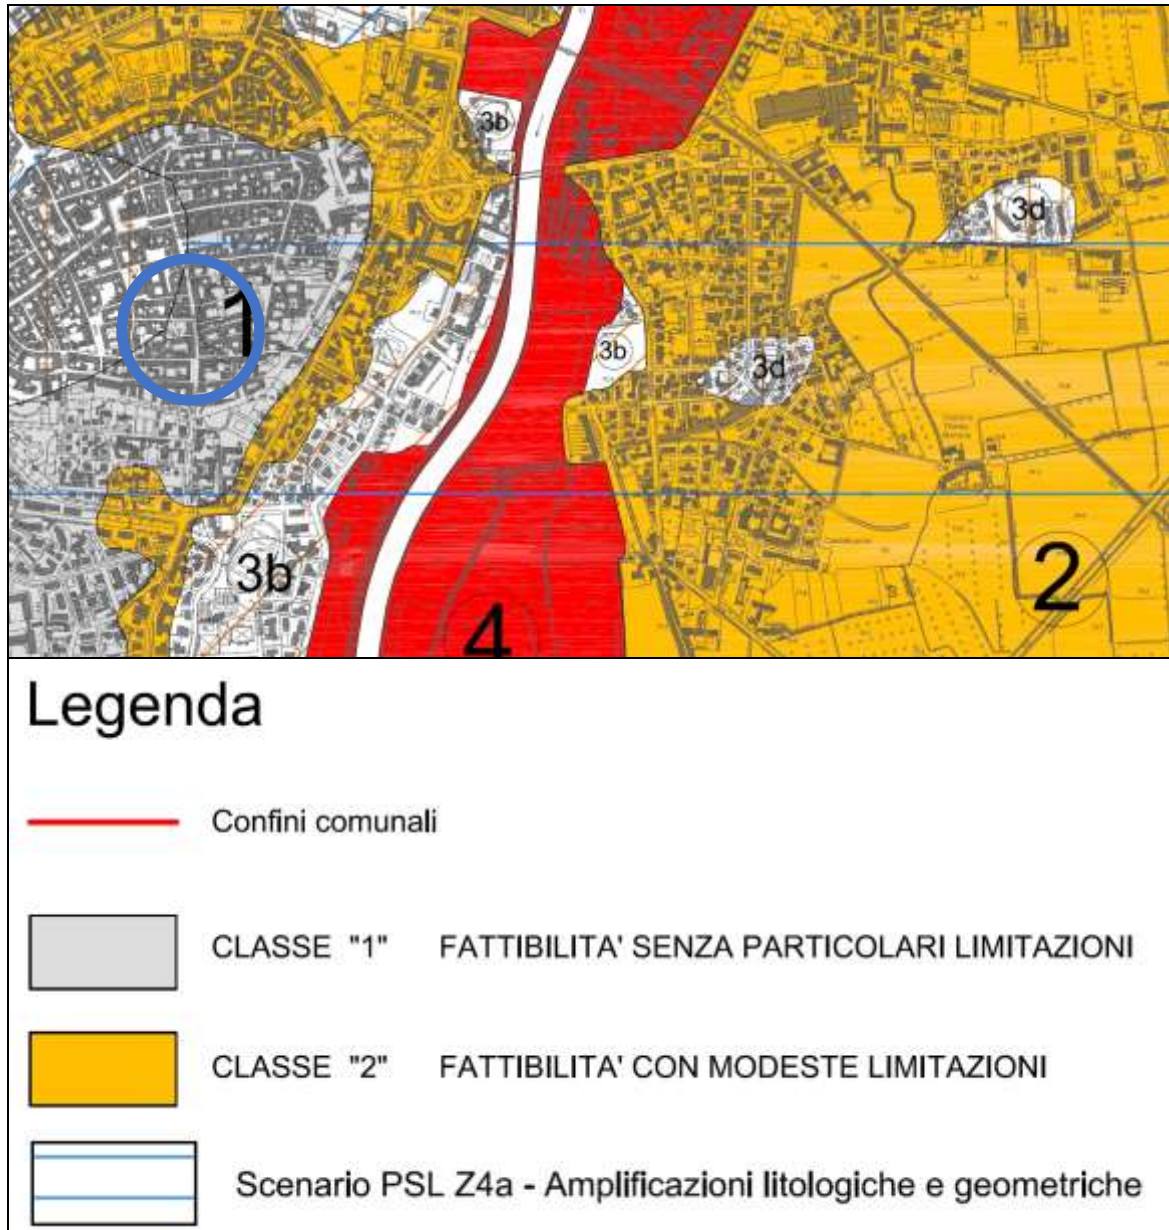 3b
3d
1
3b
3d
3b
2
4
Legenda
Confini comunali
CLASSE "1" FATTIBILITA' SENZA PARTICOLARI LIMITAZIONI
CLASSE "2" FATTIBILITA' CON MODESTE LIMITAZIONI
Scenario PSL Z4a - Amplificazioni litologiche e geometriche